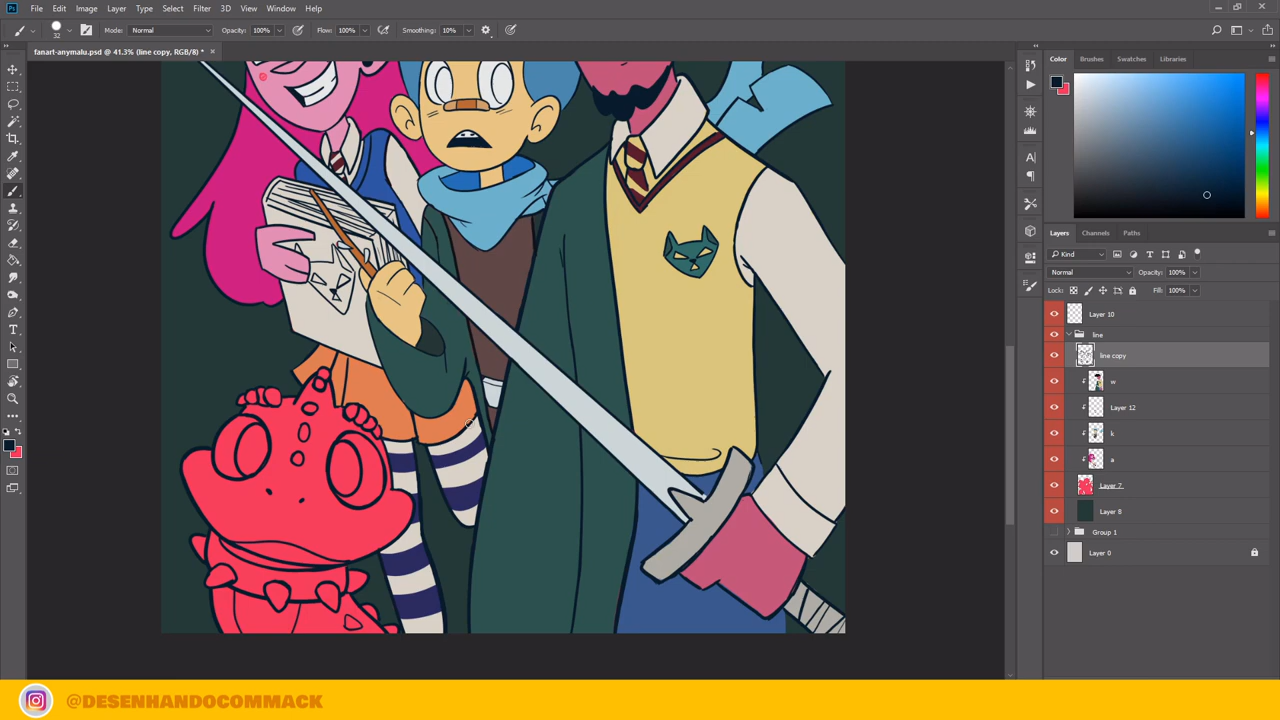 Ps File Edit Image Layer Type Select Filter 3D View Window Help
32 Mode: Normal Opacity: 100% Flow: 100% Smoothing: 10%
fanart-anymalu.psd @ 41.3% (line copy, RGB/8) *
Color Brushes Swatches Libraries
Layers Channels Paths
Kind
Normal Opacity: 100%
Lock: Fill: 100%
Layer 10
line
line copy
w
Layer 12
k
a
Layer 7
Layer 8
Group 1
Layer 0
@DESENHANDOCOMMACK